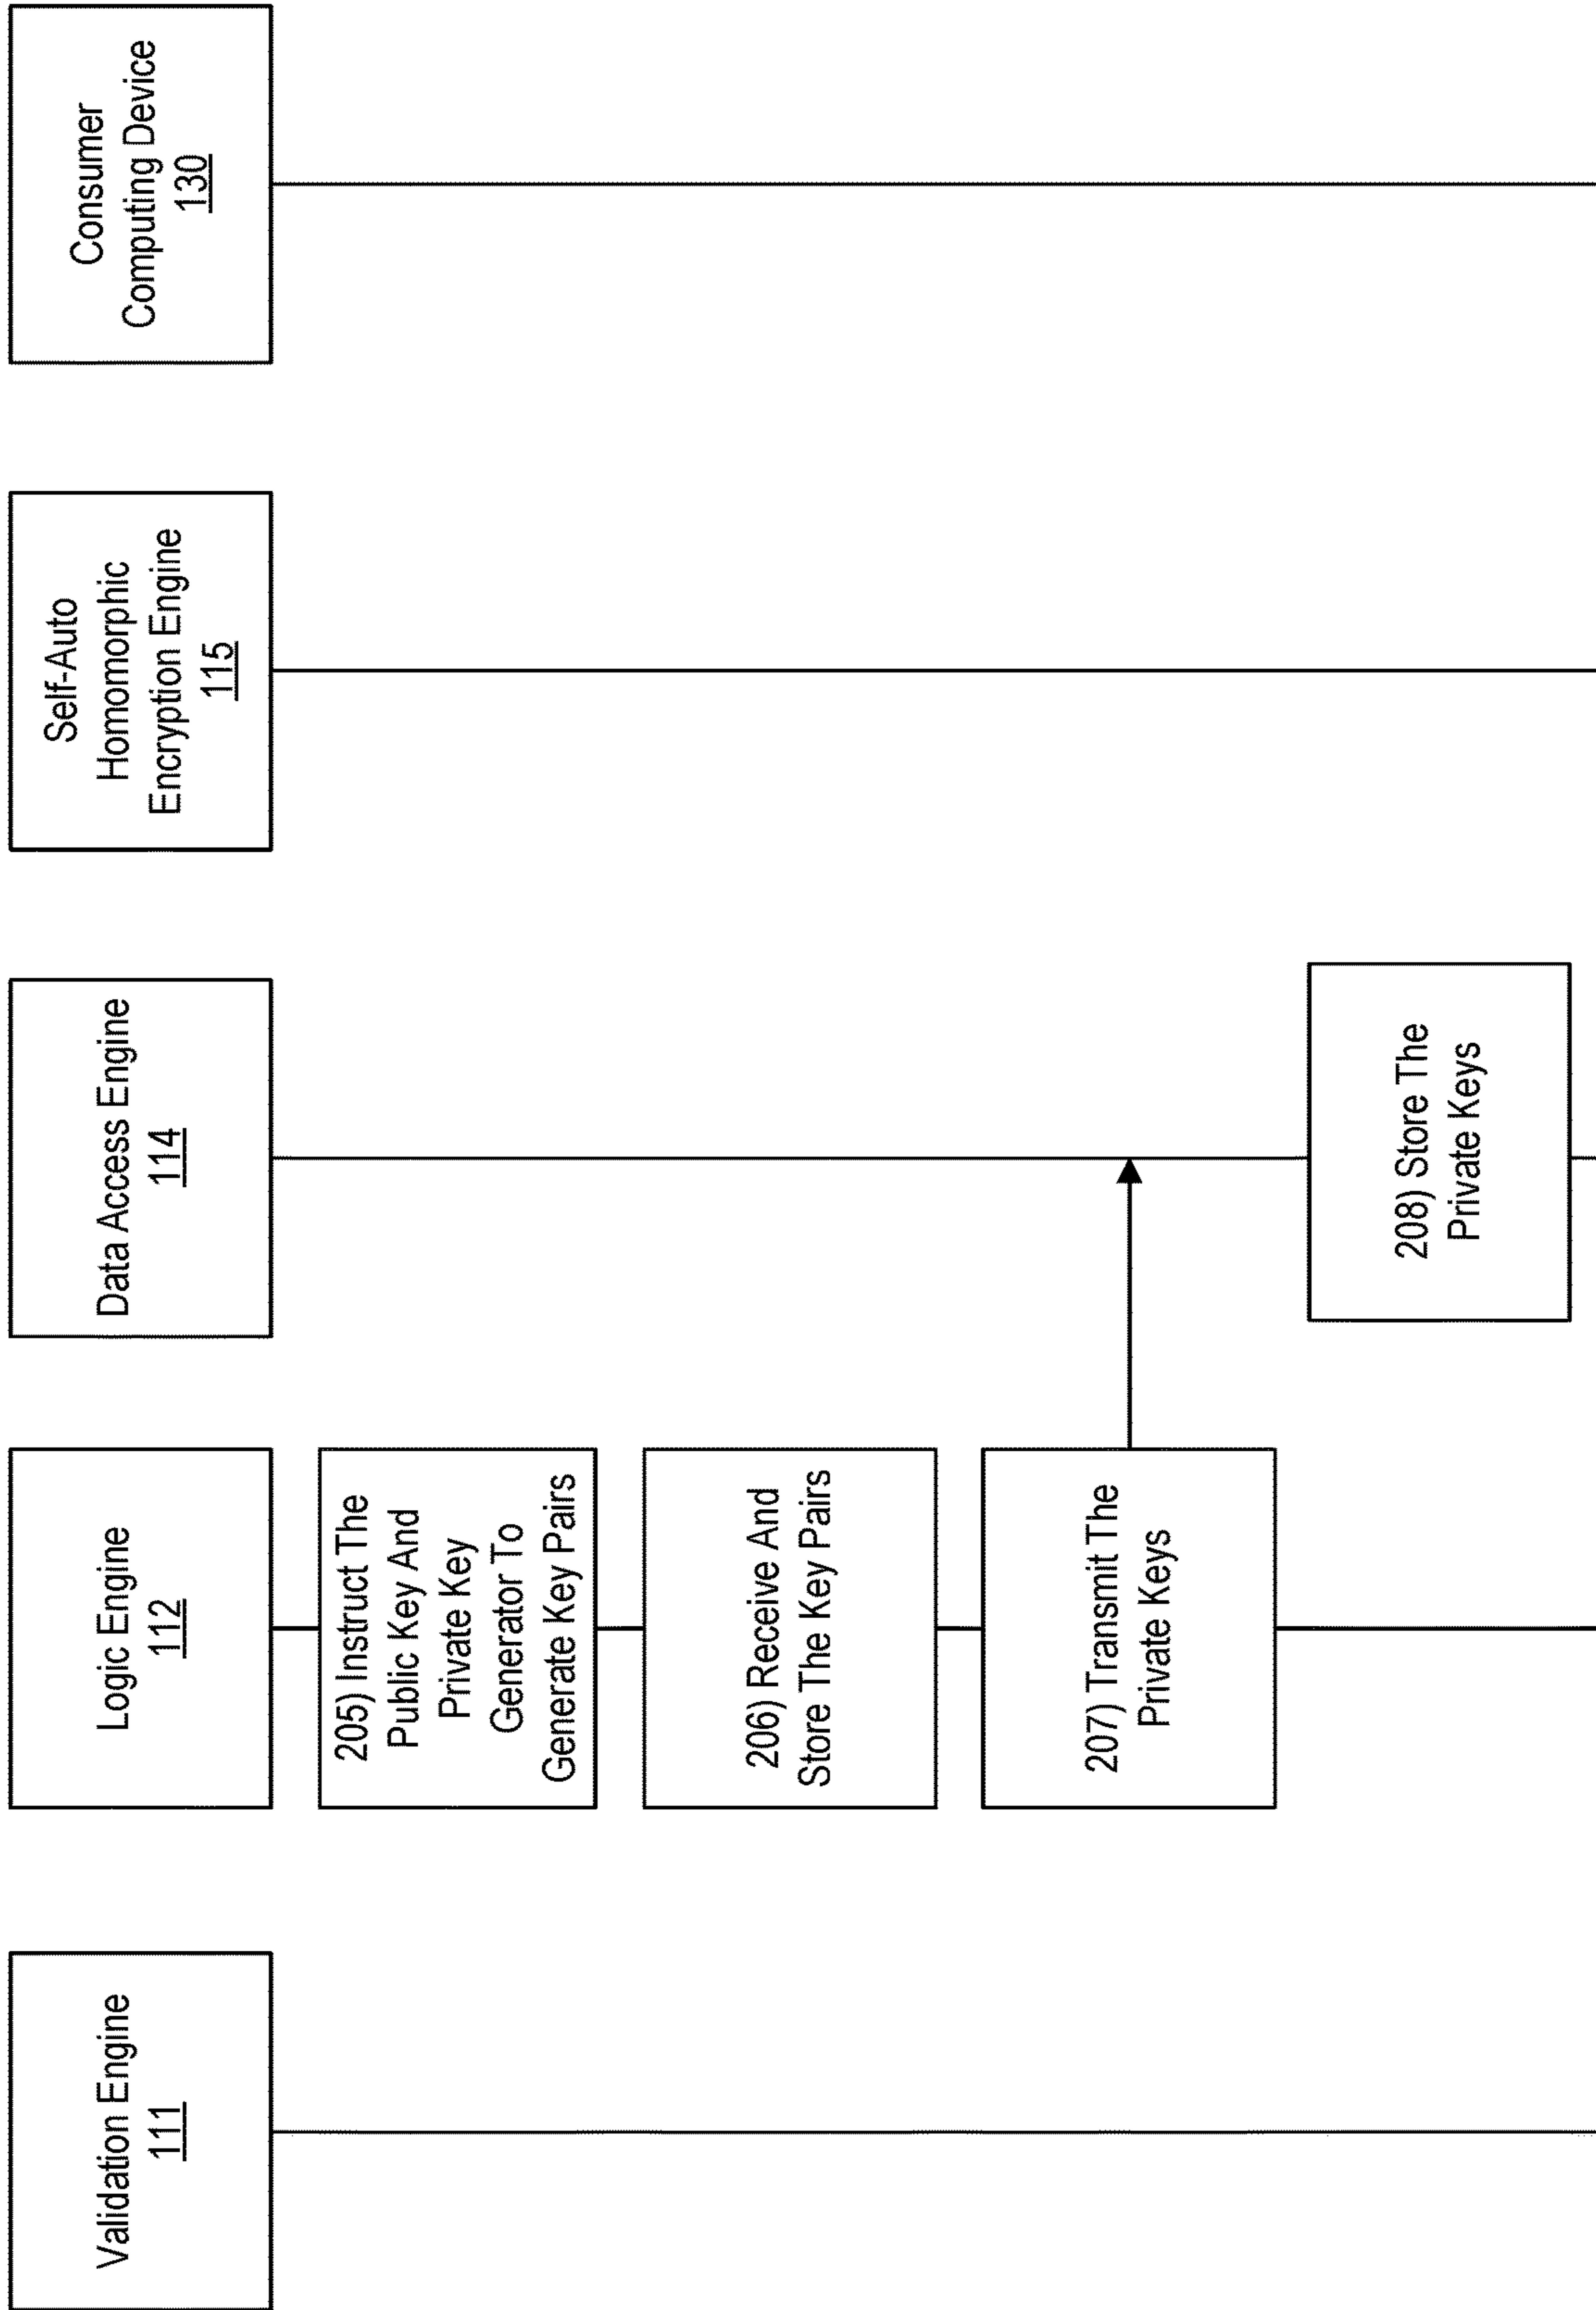 Validation Engine
111
Logic Engine
112
Data Access Engine
114
Self-Auto
Homomorphic
Encryption Engine
115
Consumer
Computing Device
130
205) Instruct The
Public Key And
Private Key
Generator To
Generate Key Pairs
206) Receive And
Store The Key Pairs
207) Transmit The
Private Keys
208) Store The
Private Keys